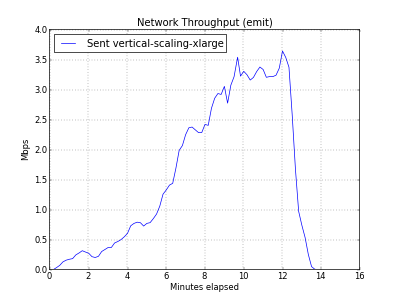 Network Throughput (emit)
Sent vertical-scaling-xlarge
4.0
3.5
3.0
2.5
2.0
1.5
1.0
0.5
0.0
Mbps
0 2 4 6 8 10 12 14 16
Minutes elapsed